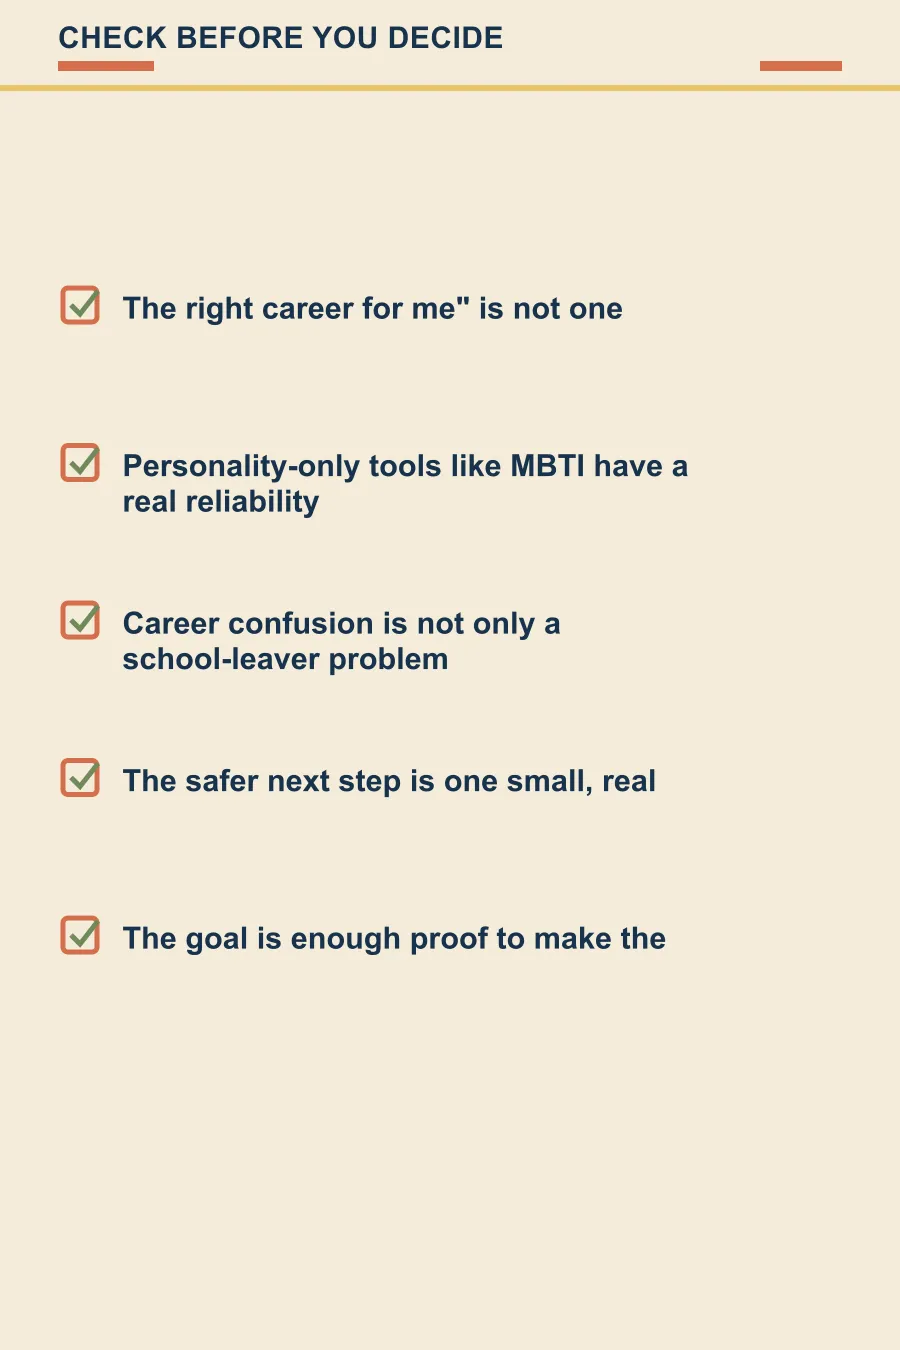 CHECK BEFORE YOU DECIDE
The right career for me" is not one
Personality-only tools like MBTI have a
real reliability
Career confusion is not only a
school-leaver problem
The safer next step is one small, real
The goal is enough proof to make the